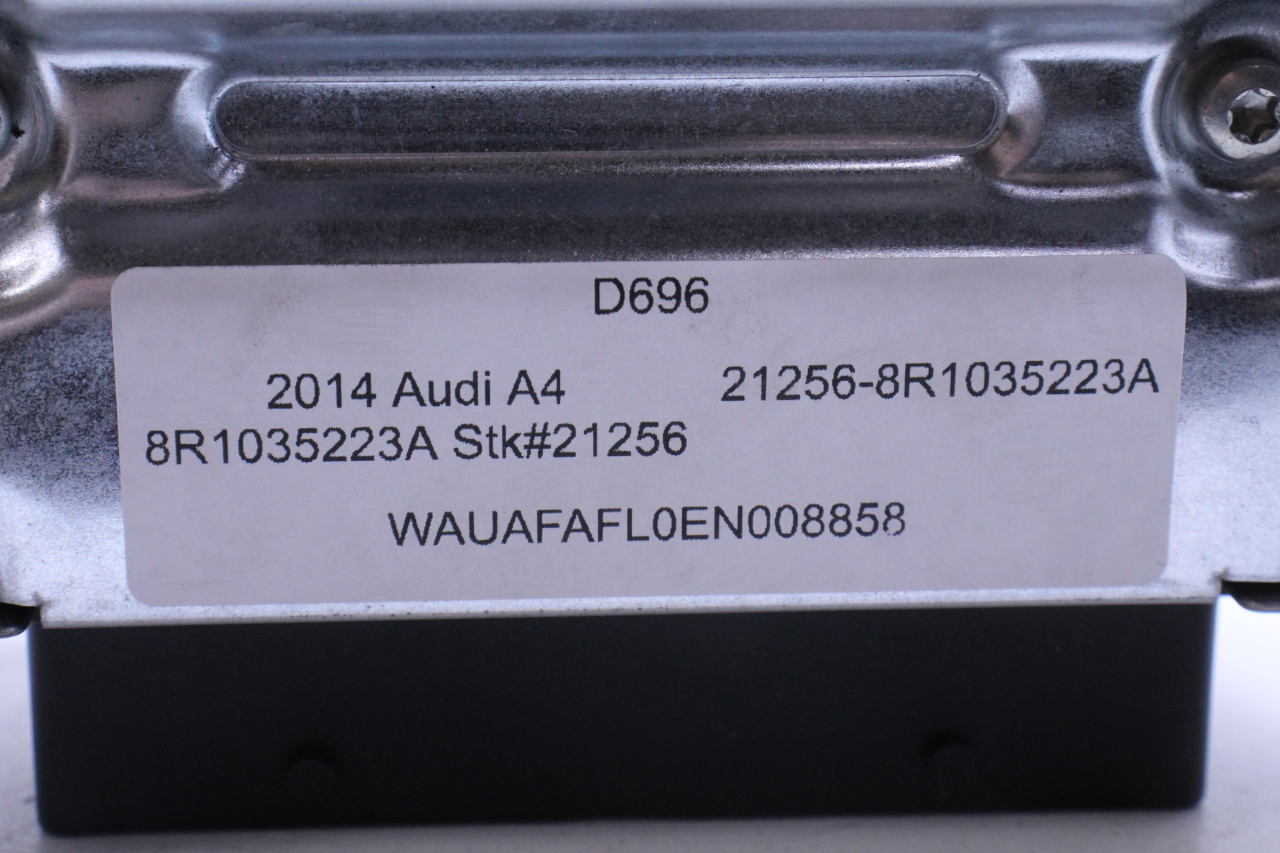 D696
2014 Audi A4 21256-8R1035223A
8R1035223A Stk#21256
WAUAFAFL0EN008858